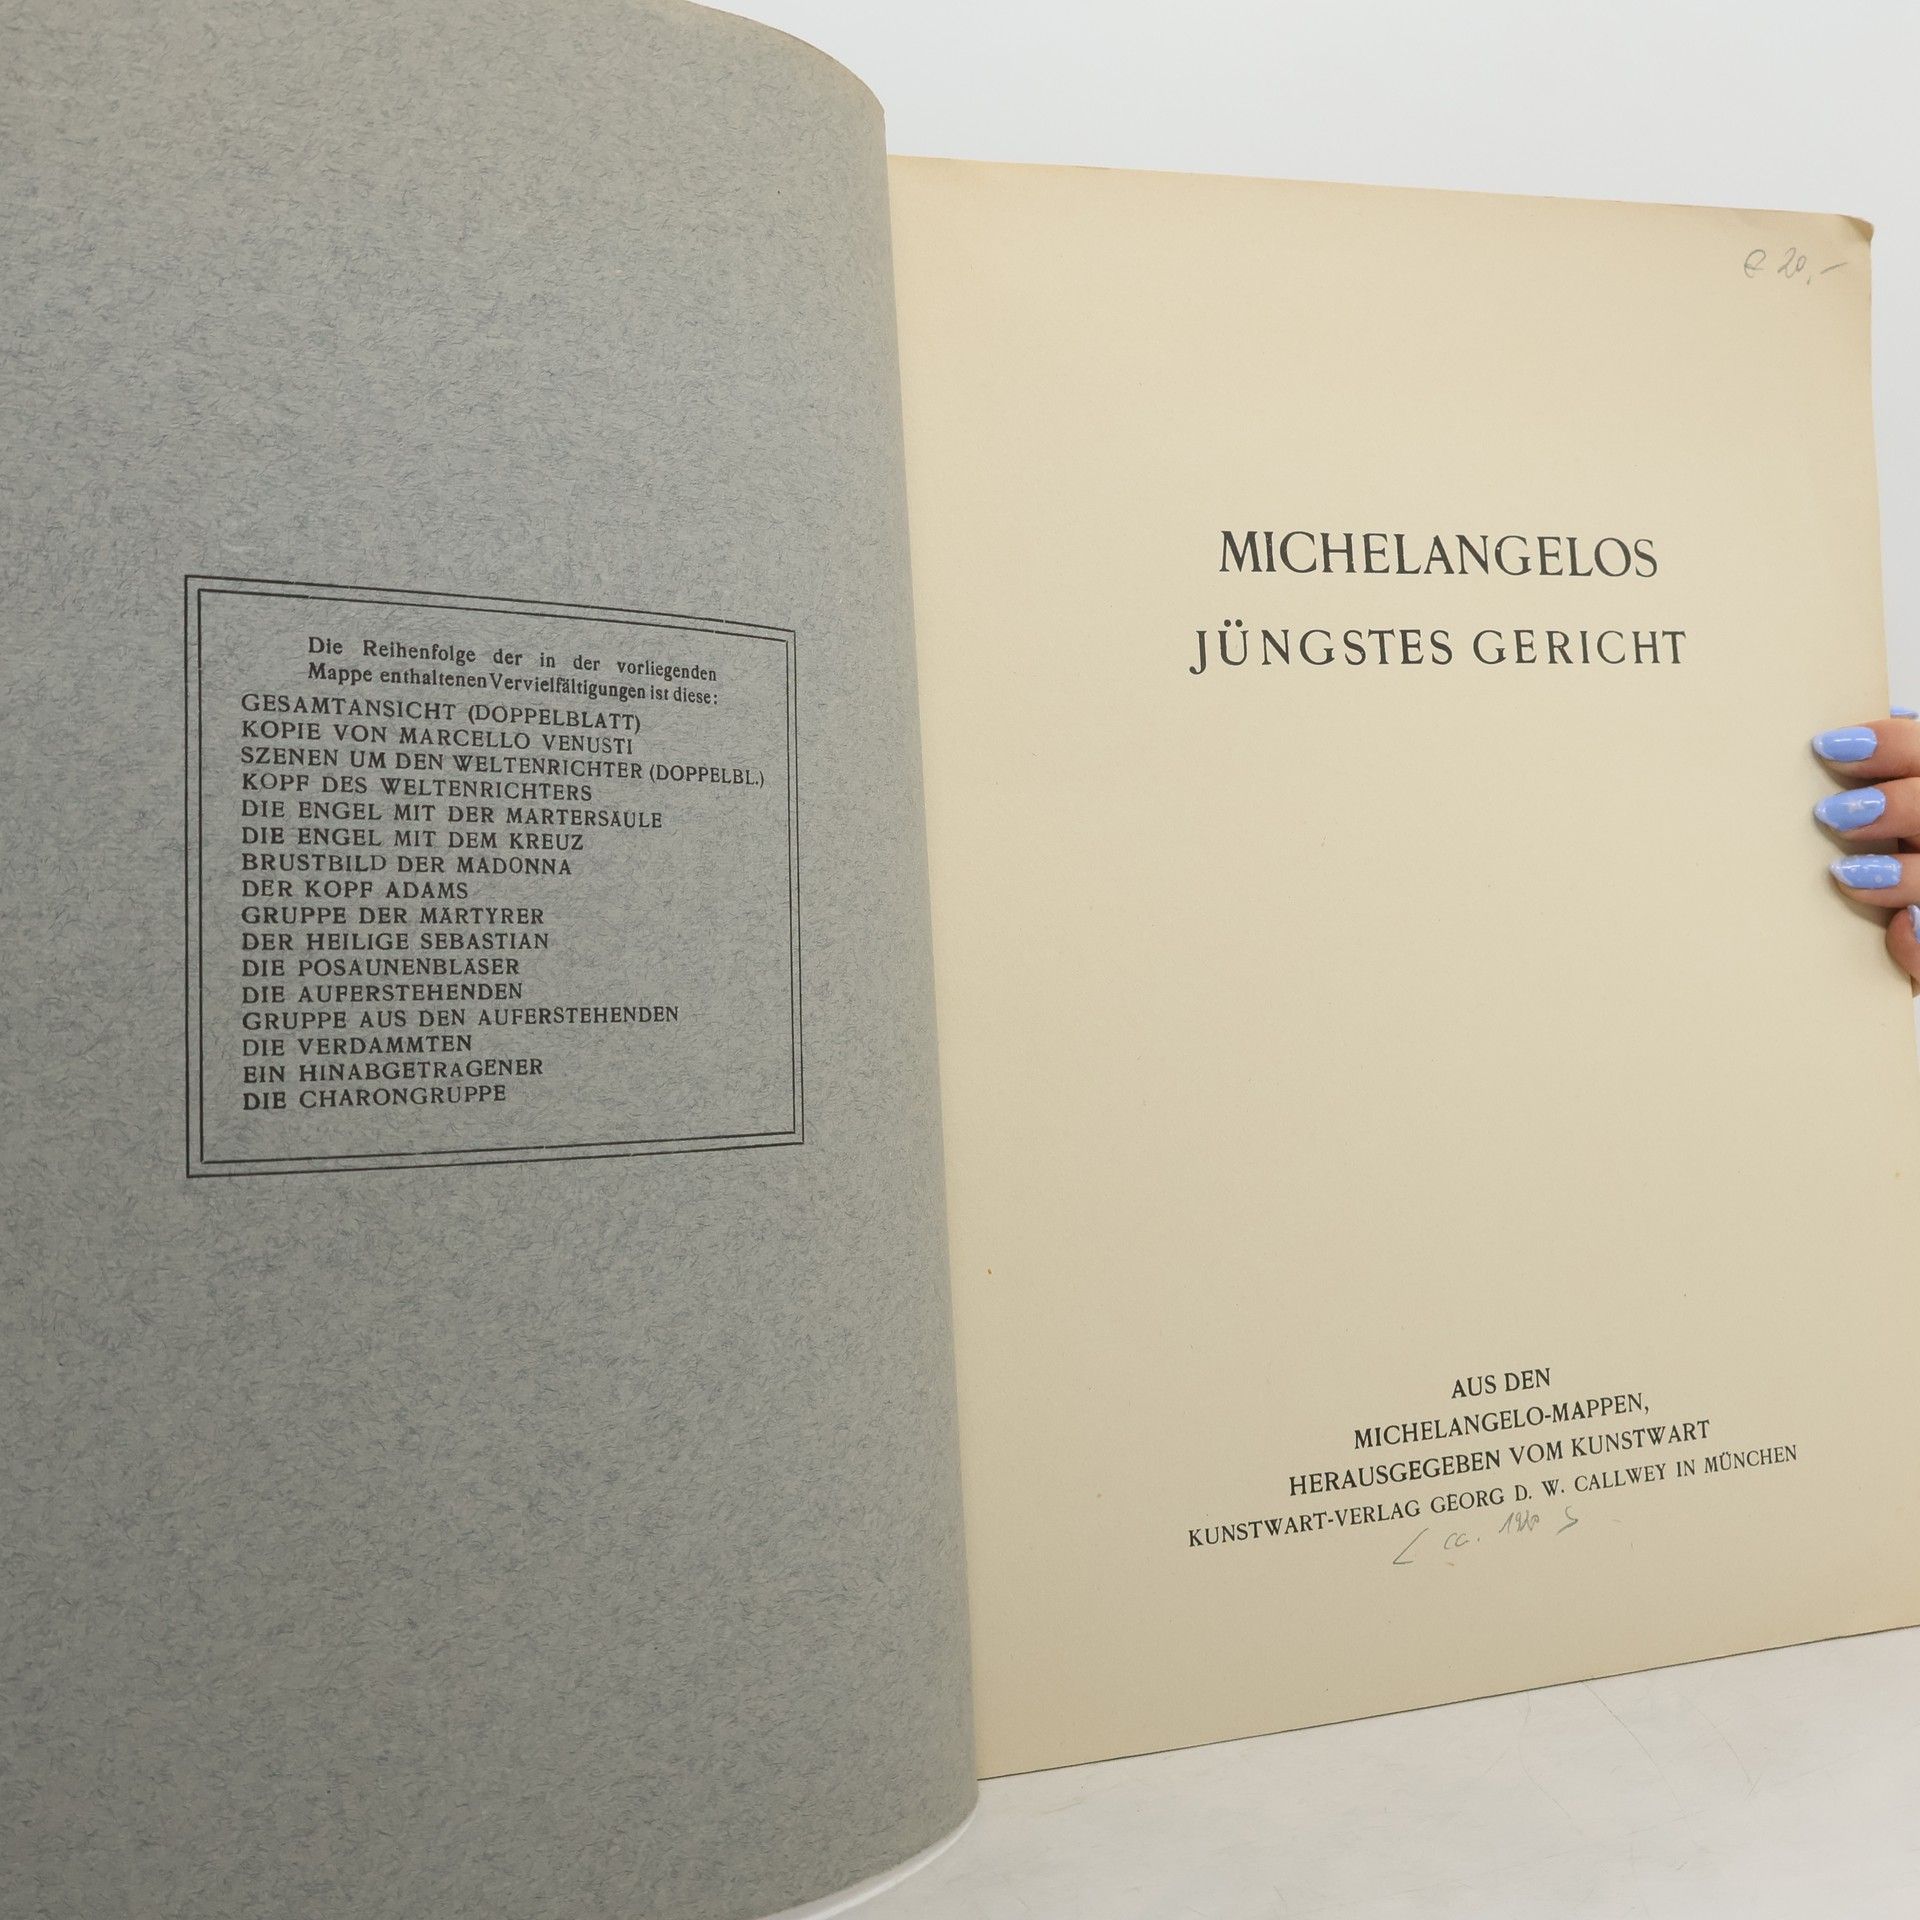 Die Reihenfolge der in der vorliegenden
Mappe enthaltenen Vervielfältigungen ist diese:
GESAMTANSICHT (DOPPELBLATT)
KOPIE VON MARCELLO VENUSTI
SZENEN UM DEN WELTENRICHTER (DOPPELBL.)
KOPF DES WELTENRICHTERS
DIE ENGEL MIT DER MARTERSÄULE
DIE ENGEL MIT DEM KREUZ
BRUSTBILD DER MADONNA
DER KOPF ADAMS
GRUPPE DER MÄRTYRER
DER HEILIGE SEBASTIAN
DIE POSAUNENBLÄSER
DIE AUFERSTEHENDEN
GRUPPE AUS DEN AUFERSTEHENDEN
DIE VERDAMMTEN
EIN HINABGETRAGENER
DIE CHARONGRUPPE
€ 20,-
MICHELANGELOS
JÜNGSTES GERICHT
AUS DEN
MICHELANGELO-MAPPEN,
HERAUSGEGEBEN VOM KUNSTWART
KUNSTWART-VERLAG GEORG D. W. CALLWEY IN MÜNCHEN
ca.